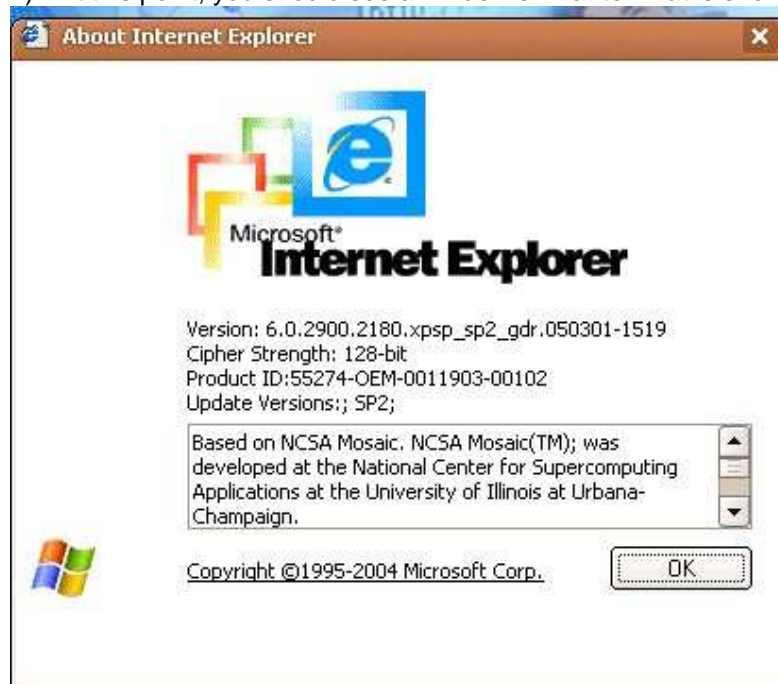 About Internet Explorer
Microsoft®
Internet Explorer
Version: 6.0.2900.2180.xpsp_sp2_gdr.050301-1519
Cipher Strength: 128-bit
Product ID:55274-OEM-0011903-00102
Update Versions:; SP2;
Based on NCSA Mosaic. NCSA Mosaic(TM); was
developed at the National Center for Supercomputing
Applications at the University of Illinois at Urbana-
Champaign.
Copyright ©1995-2004 Microsoft Corp.
OK